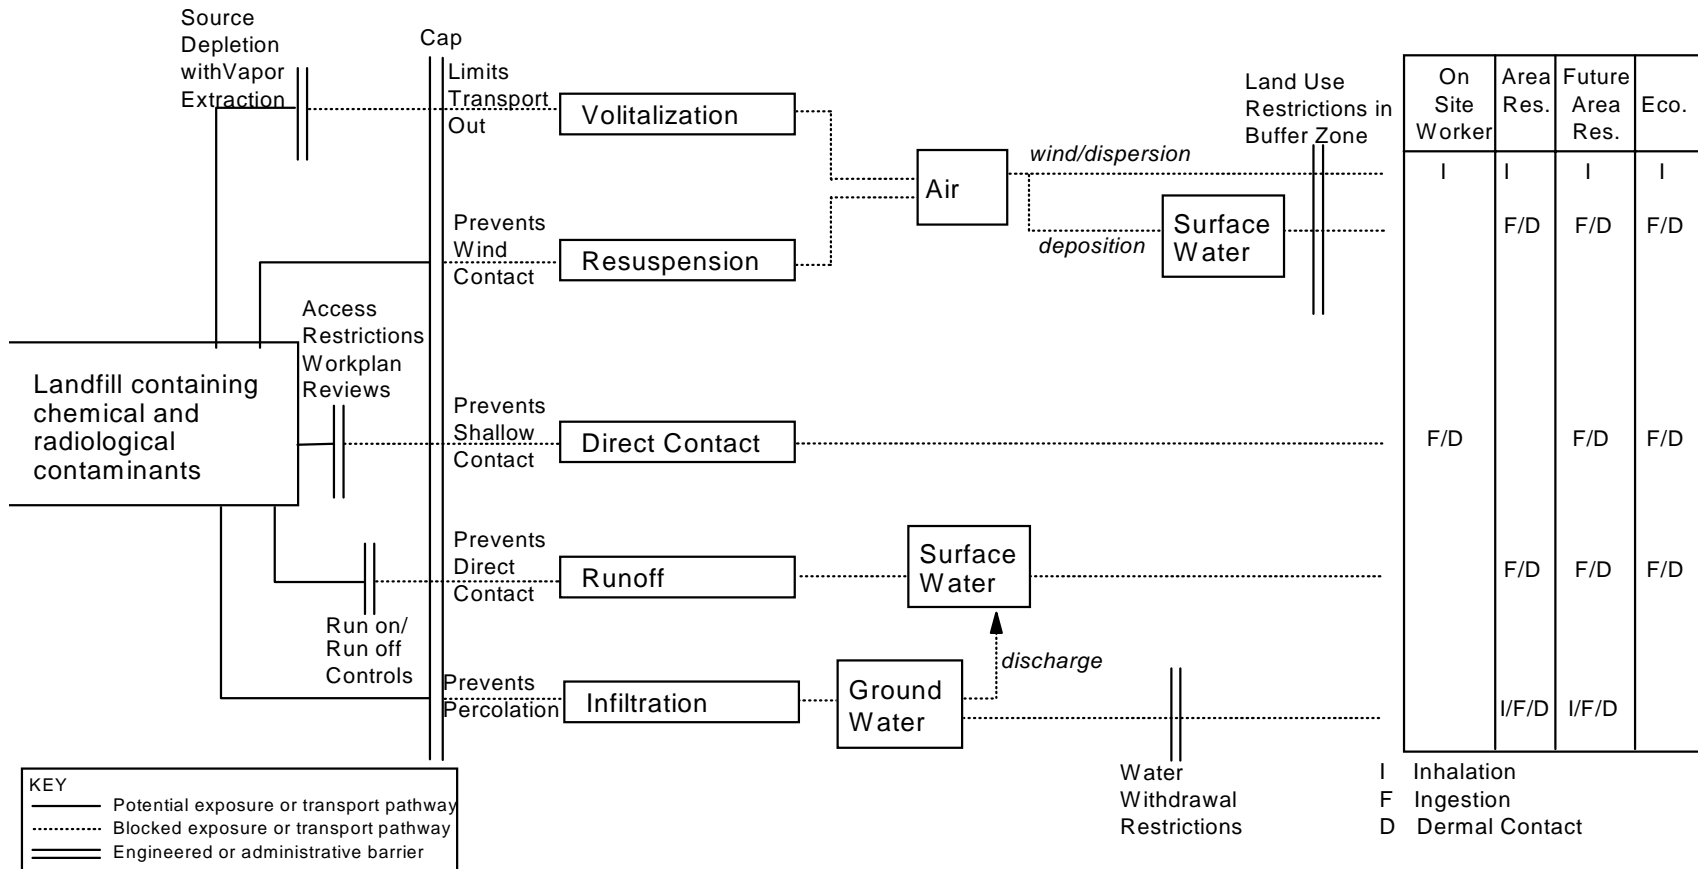 Source
Depletion
withVapor
Extraction
Cap
Limits
Transport
Out
Volitalization
Prevents
Wind
Contact
Resuspension
Air
wind/dispersion
deposition
Surface
Water
Land Use
Restrictions in
Buffer Zone
On
Site
Worker
Area
Res.
Future
Area
Res.
Eco.
I I I I
F/D F/D F/D
Access
Restrictions
Workplan
Reviews
Landfill containing
chemical and
radiological
contaminants
Prevents
Shallow
Contact
Direct Contact
F/D F/D F/D
Prevents
Direct
Contact
Runoff
Surface
Water
F/D F/D F/D
Run on/
Run off
Controls
discharge
Prevents
Percolation
Infiltration
Ground
Water
I/F/D I/F/D
Water
Withdrawal
Restrictions
I Inhalation
F Ingestion
D Dermal Contact
KEY
Potential exposure or transport pathway
Blocked exposure or transport pathway
Engineered or administrative barrier